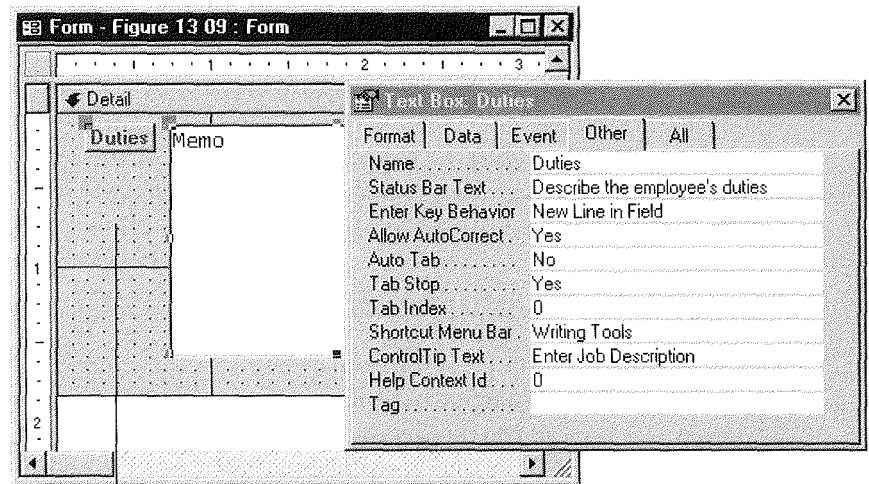 Form - Figure 13 09 : Form
1 2 3
Detail
Duties
Memo
1
2
Text Box: Duties
Format Data Event Other All
Name............ Duties
Status Bar Text... Describe the employee's duties
Enter Key Behavior New Line in Field
Allow AutoCorrect. Yes
Auto Tab......... No
Tab Stop......... Yes
Tab Index........ 0
Shortcut Menu Bar. Writing Tools
ControlTip Text... Enter Job Description
Help Context Id... 0
Tag............